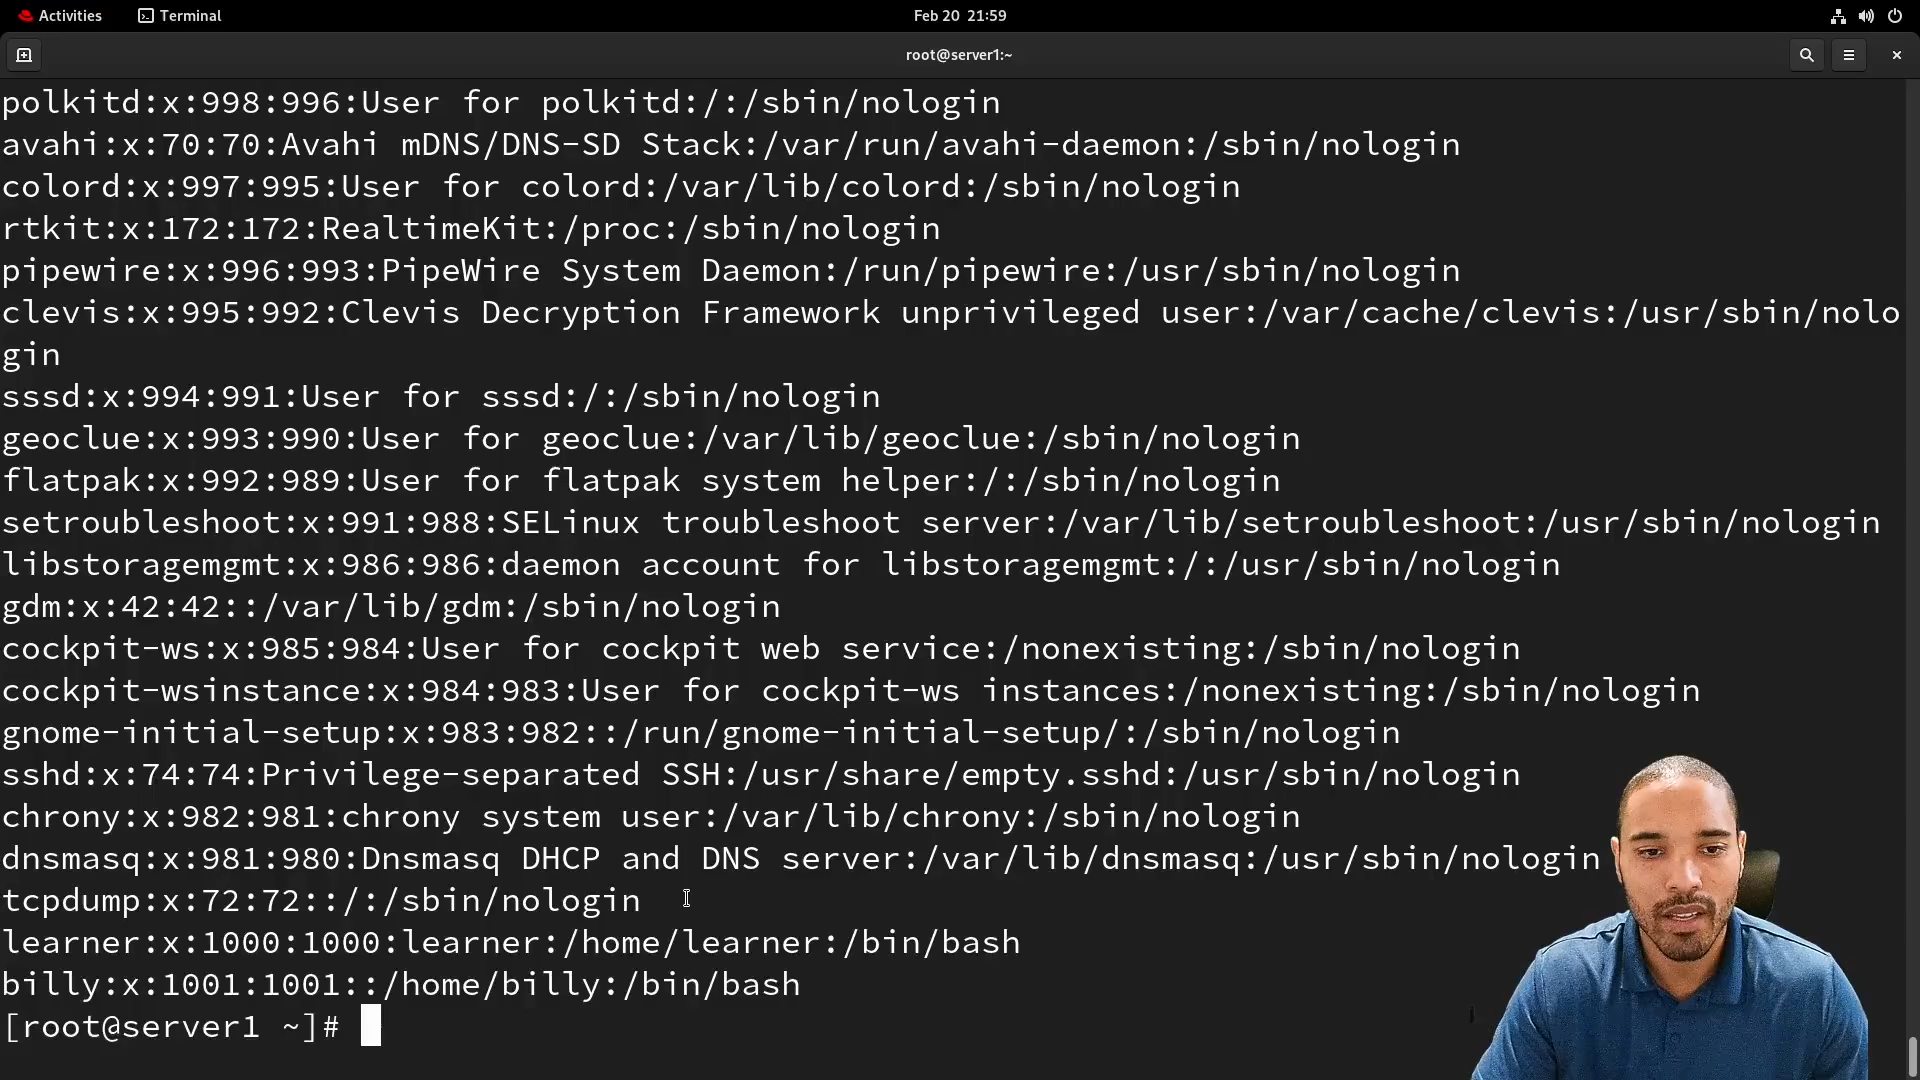 Activities Terminal Feb 20 21:59
root@server1:~
polkitd:x:998:996:User for polkitd:/:/sbin/nologin
avahi:x:70:70:Avahi mDNS/DNS-SD Stack:/var/run/avahi-daemon:/sbin/nologin
colord:x:997:995:User for colord:/var/lib/colord:/sbin/nologin
rtkit:x:172:172:RealtimeKit:/proc:/sbin/nologin
pipewire:x:996:993:PipeWire System Daemon:/run/pipewire:/usr/sbin/nologin
clevis:x:995:992:Clevis Decryption Framework unprivileged user:/var/cache/clevis:/usr/sbin/nolo
gin
sssd:x:994:991:User for sssd:/:/sbin/nologin
geoclue:x:993:990:User for geoclue:/var/lib/geoclue:/sbin/nologin
flatpak:x:992:989:User for flatpak system helper:/:/sbin/nologin
setroubleshoot:x:991:988:SELinux troubleshoot server:/var/lib/setroubleshoot:/usr/sbin/nologin
libstoragemgmt:x:986:986:daemon account for libstoragemgmt:/:/usr/sbin/nologin
gdm:x:42:42::/var/lib/gdm:/sbin/nologin
cockpit-ws:x:985:984:User for cockpit web service:/nonexisting:/sbin/nologin
cockpit-wsinstance:x:984:983:User for cockpit-ws instances:/nonexisting:/sbin/nologin
gnome-initial-setup:x:983:982::/run/gnome-initial-setup/:/sbin/nologin
sshd:x:74:74:Privilege-separated SSH:/usr/share/empty.sshd:/usr/sbin/nologin
chrony:x:982:981:chrony system user:/var/lib/chrony:/sbin/nologin
dnsmasq:x:981:980:Dnsmasq DHCP and DNS server:/var/lib/dnsmasq:/usr/sbin/nologin
tcpdump:x:72:72::/:/sbin/nologin
learner:x:1000:1000:learner:/home/learner:/bin/bash
billy:x:1001:1001::/home/billy:/bin/bash
[root@server1 ~]#